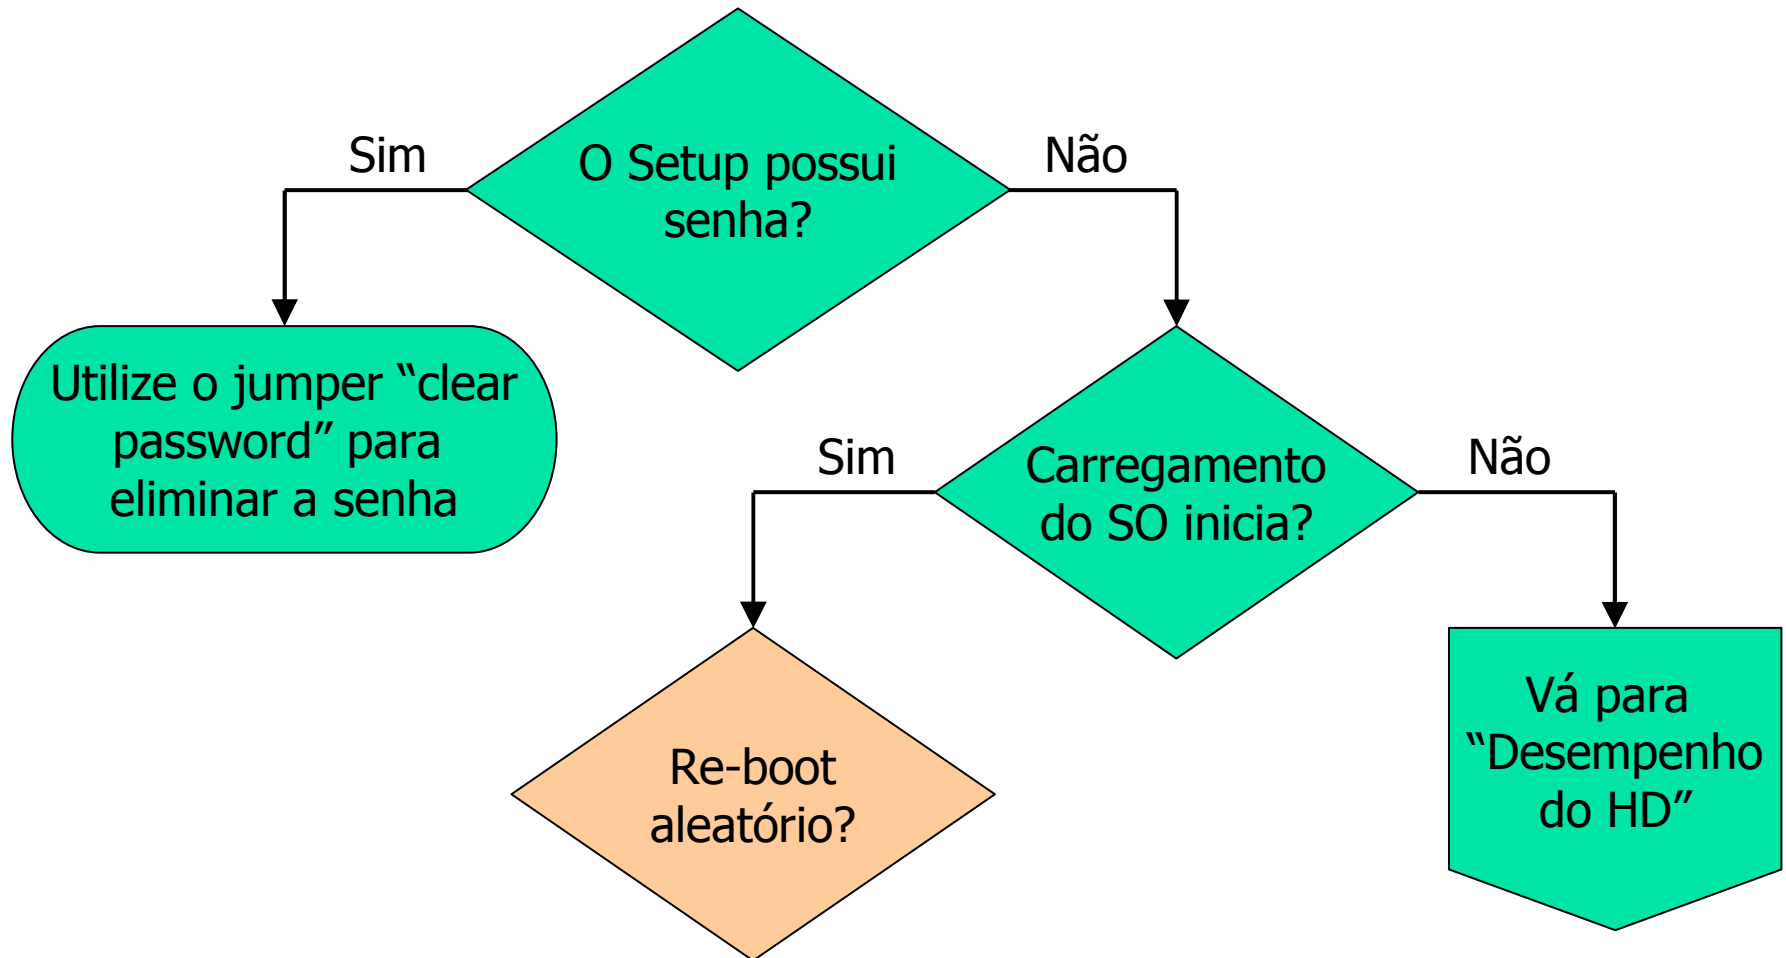 Sim
O Setup possui
senha?
Não
Utilize o jumper “clear
password” para
eliminar a senha
Sim
Carregamento
do SO inicia?
Não
Re-boot
aleatório?
Vá para
“Desempenho
do HD”